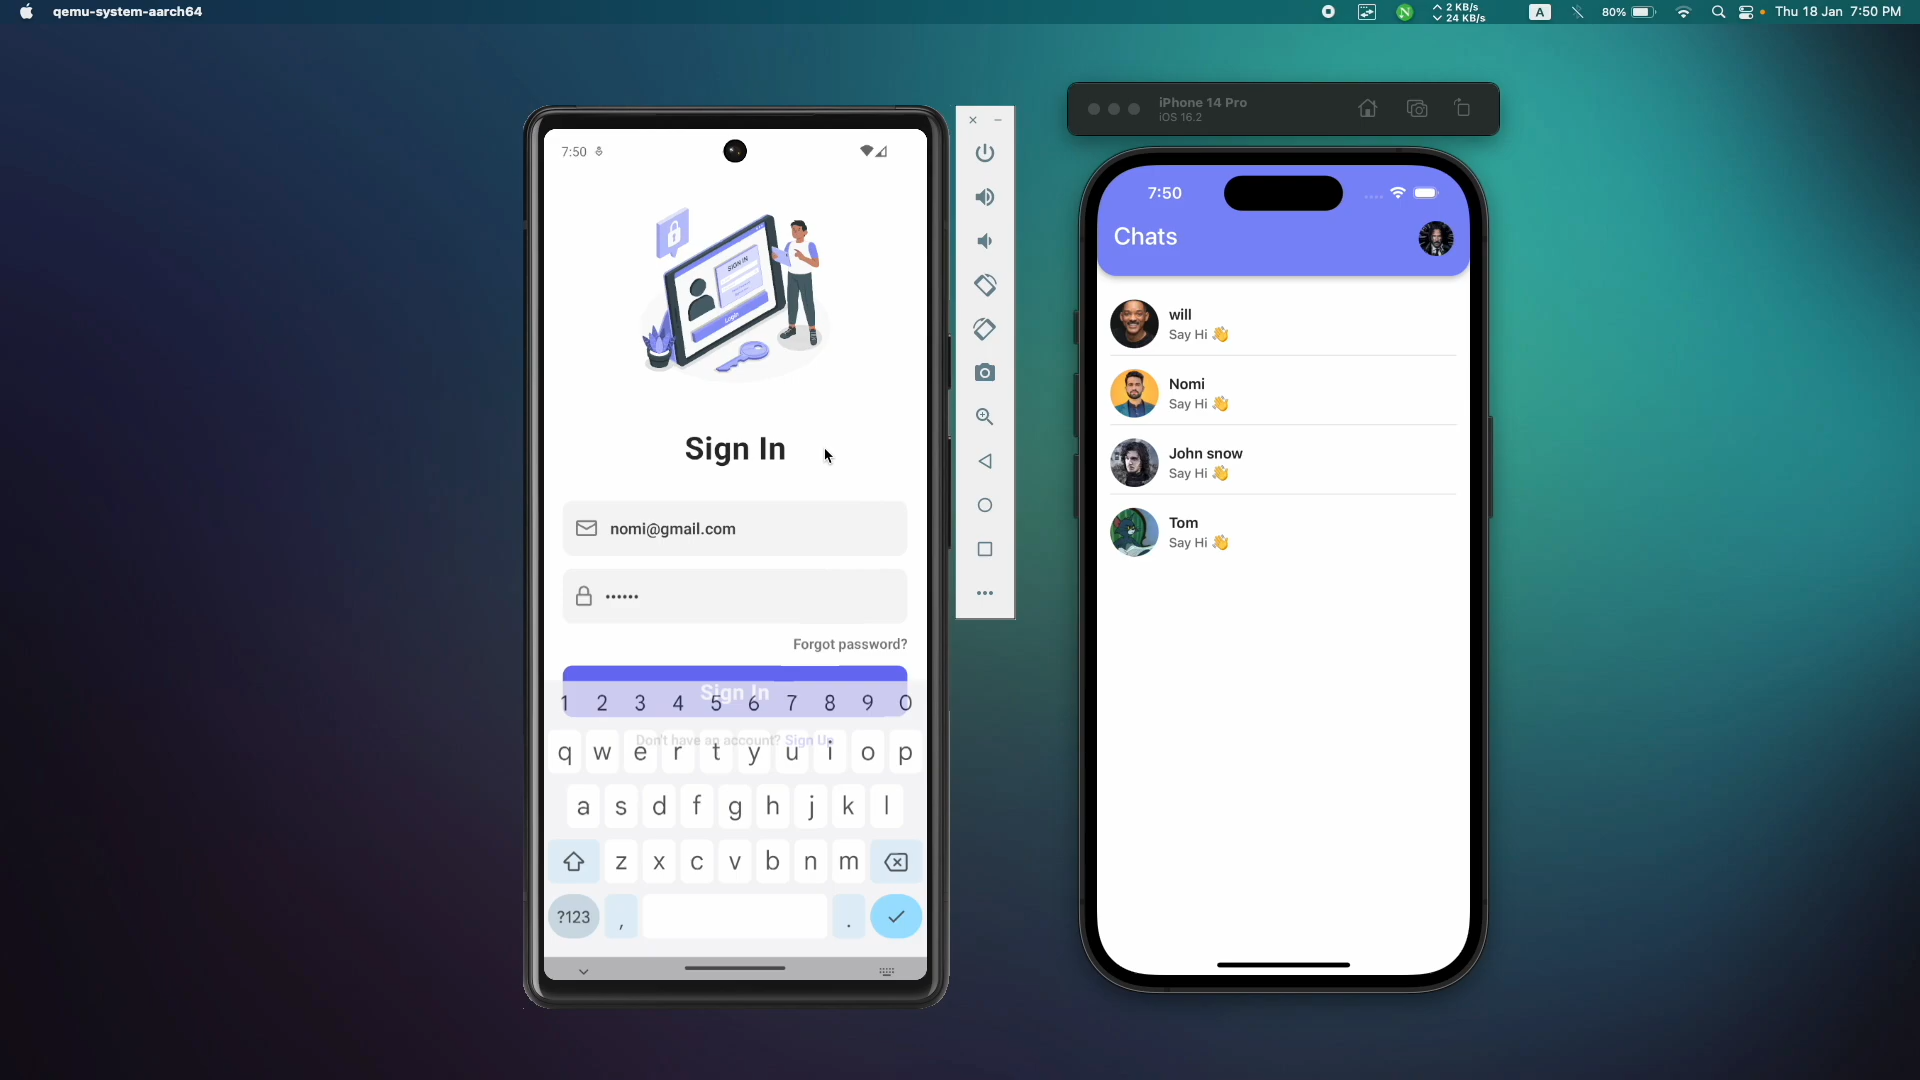 qemu-system-aarch64
2 KB/s
24 KB/s
A
80%
Thu 18 Jan 7:50 PM
7:50
SIGN IN
Login
Sign In
nomi@gmail.com
••••••
Forgot password?
Sign In
1 2 3 4 5 6 7 8 9 0
Don't have an account? Sign Up
q w e r t y u i o p
a s d f g h j k l
z x c v b n m
?123 , .
iPhone 14 Pro
iOS 16.2
7:50
Chats
will
Say Hi 👋
Nomi
Say Hi 👋
John snow
Say Hi 👋
Tom
Say Hi 👋